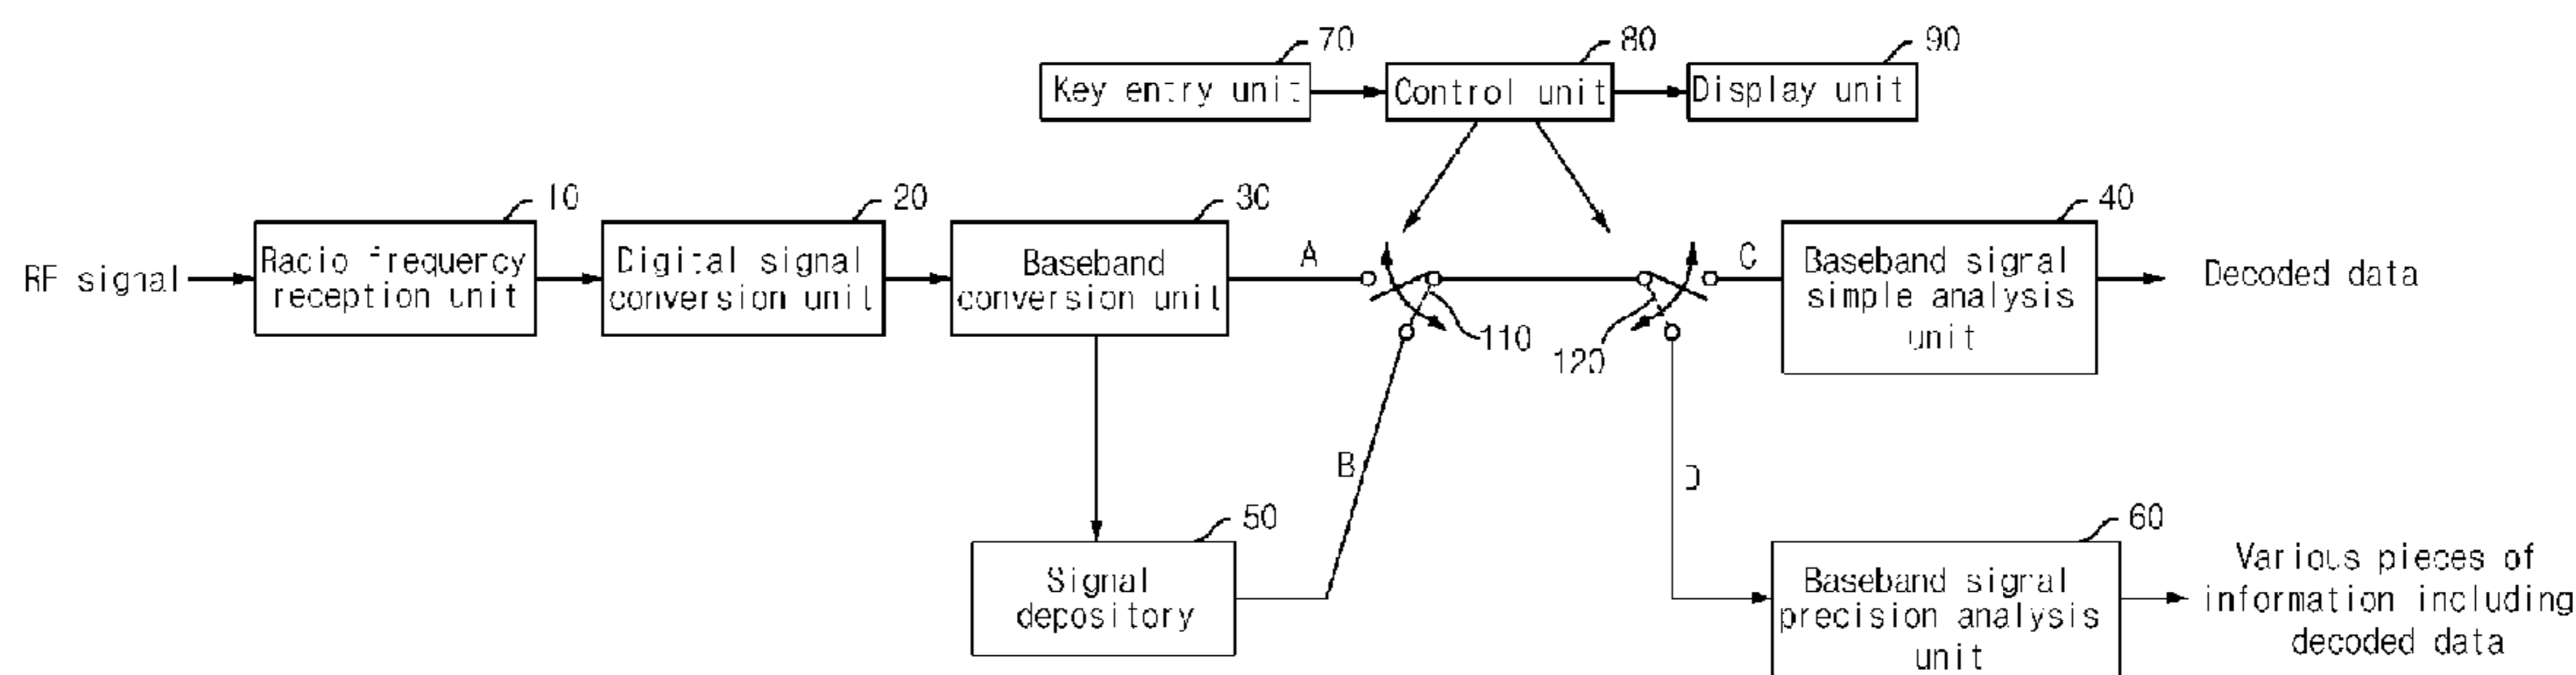 70
80
90
Key entry unit
Control unit
Display unit
10
20
30
40
RF signal
Radio frequency
reception unit
Digital signal
conversion unit
Baseband
conversion unit
A
C
Baseband signal
simple analysis
unit
Decoded data
110
120
B
D
50
60
Signal
depository
Baseband signal
precision analysis
unit
Various pieces of
information including
decoded data